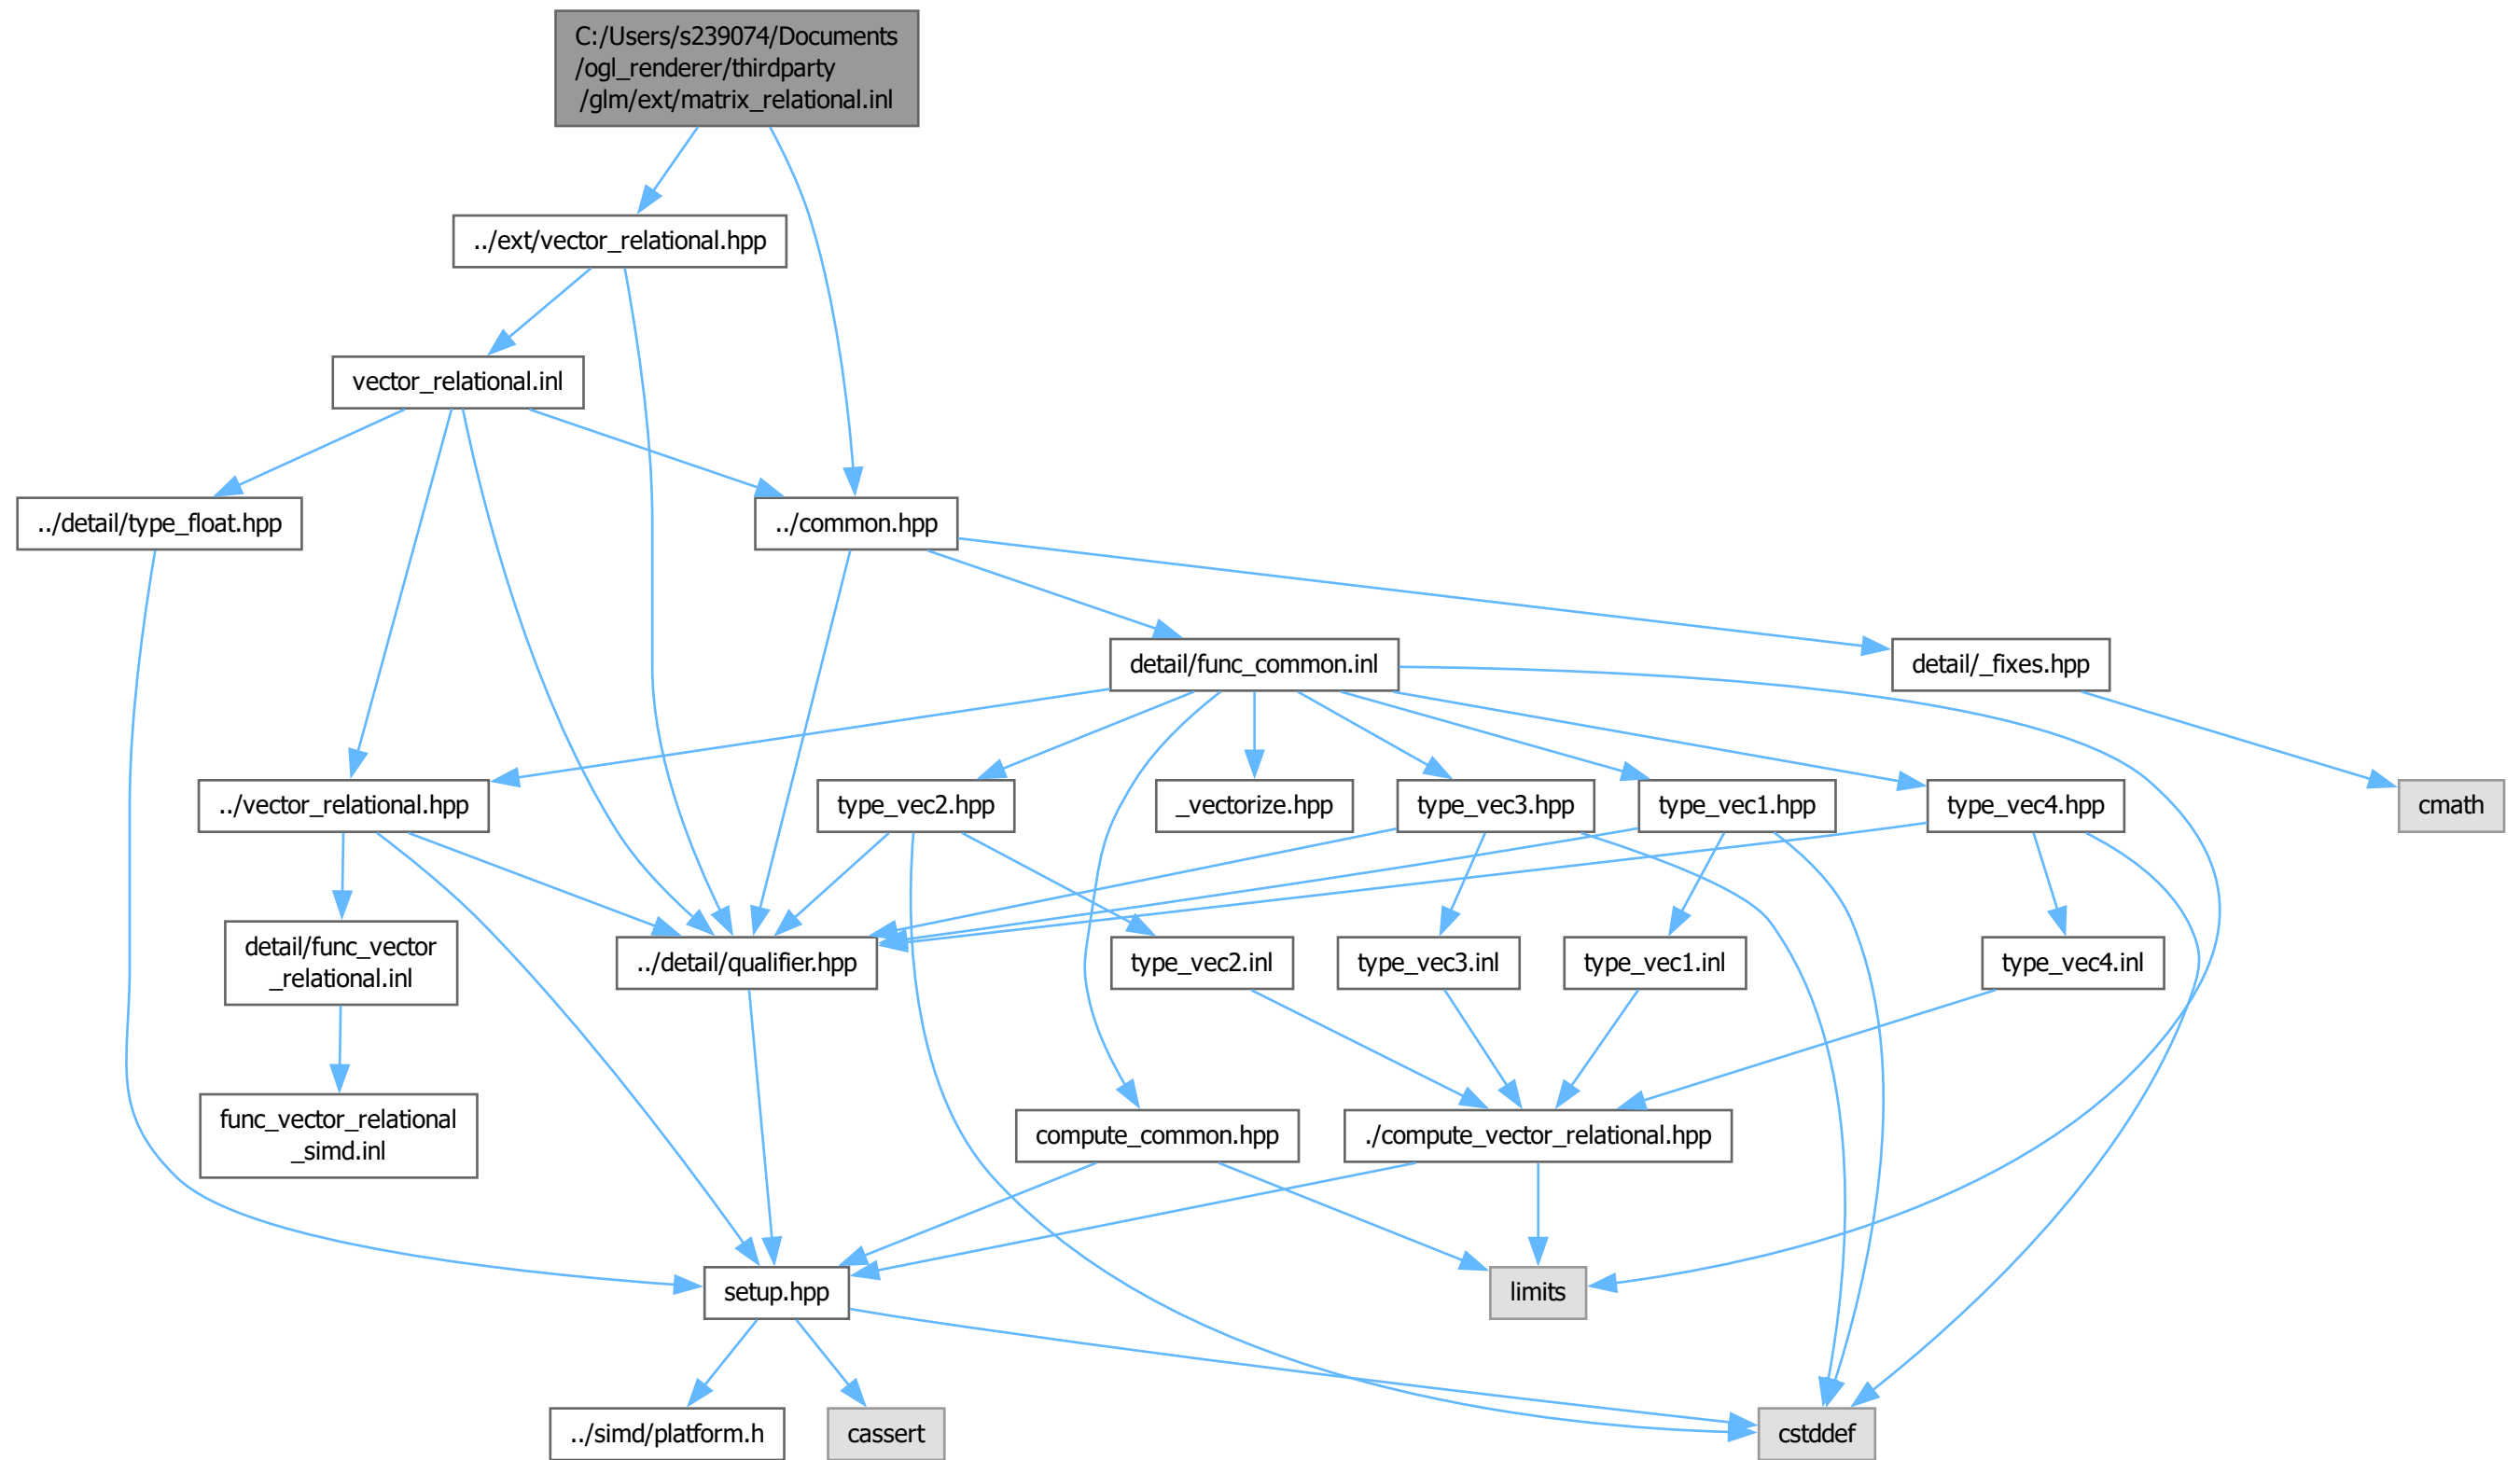 C:/Users/s239074/Documents
/ogl_renderer/thirdparty
/glm/ext/matrix_relational.inl
../ext/vector_relational.hpp
vector_relational.inl
../detail/type_float.hpp
../common.hpp
detail/func_common.inl
detail/_fixes.hpp
../vector_relational.hpp
type_vec2.hpp
_vectorize.hpp
type_vec3.hpp
type_vec1.hpp
type_vec4.hpp
cmath
detail/func_vector
_relational.inl
../detail/qualifier.hpp
type_vec2.inl
type_vec3.inl
type_vec1.inl
type_vec4.inl
func_vector_relational
_simd.inl
compute_common.hpp
./compute_vector_relational.hpp
setup.hpp
limits
../simd/platform.h
cassert
cstddef